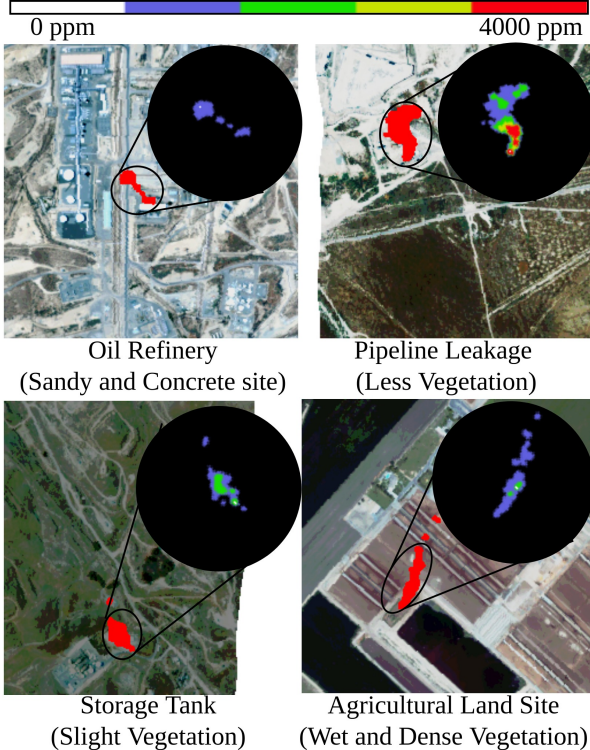 0 ppm 4000 ppm
Oil Refinery
(Sandy and Concrete site)
Pipeline Leakage
(Less Vegetation)
Storage Tank
(Slight Vegetation)
Agricultural Land Site
(Wet and Dense Vegetation)